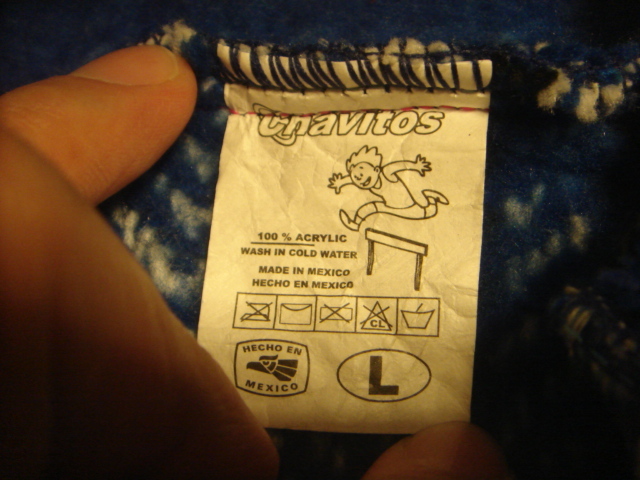 Chavitos
100 % ACRYLIC
WASH IN COLD WATER
MADE IN MEXICO
HECHO EN MEXICO
CL
HECHO EN
MEXICO
L